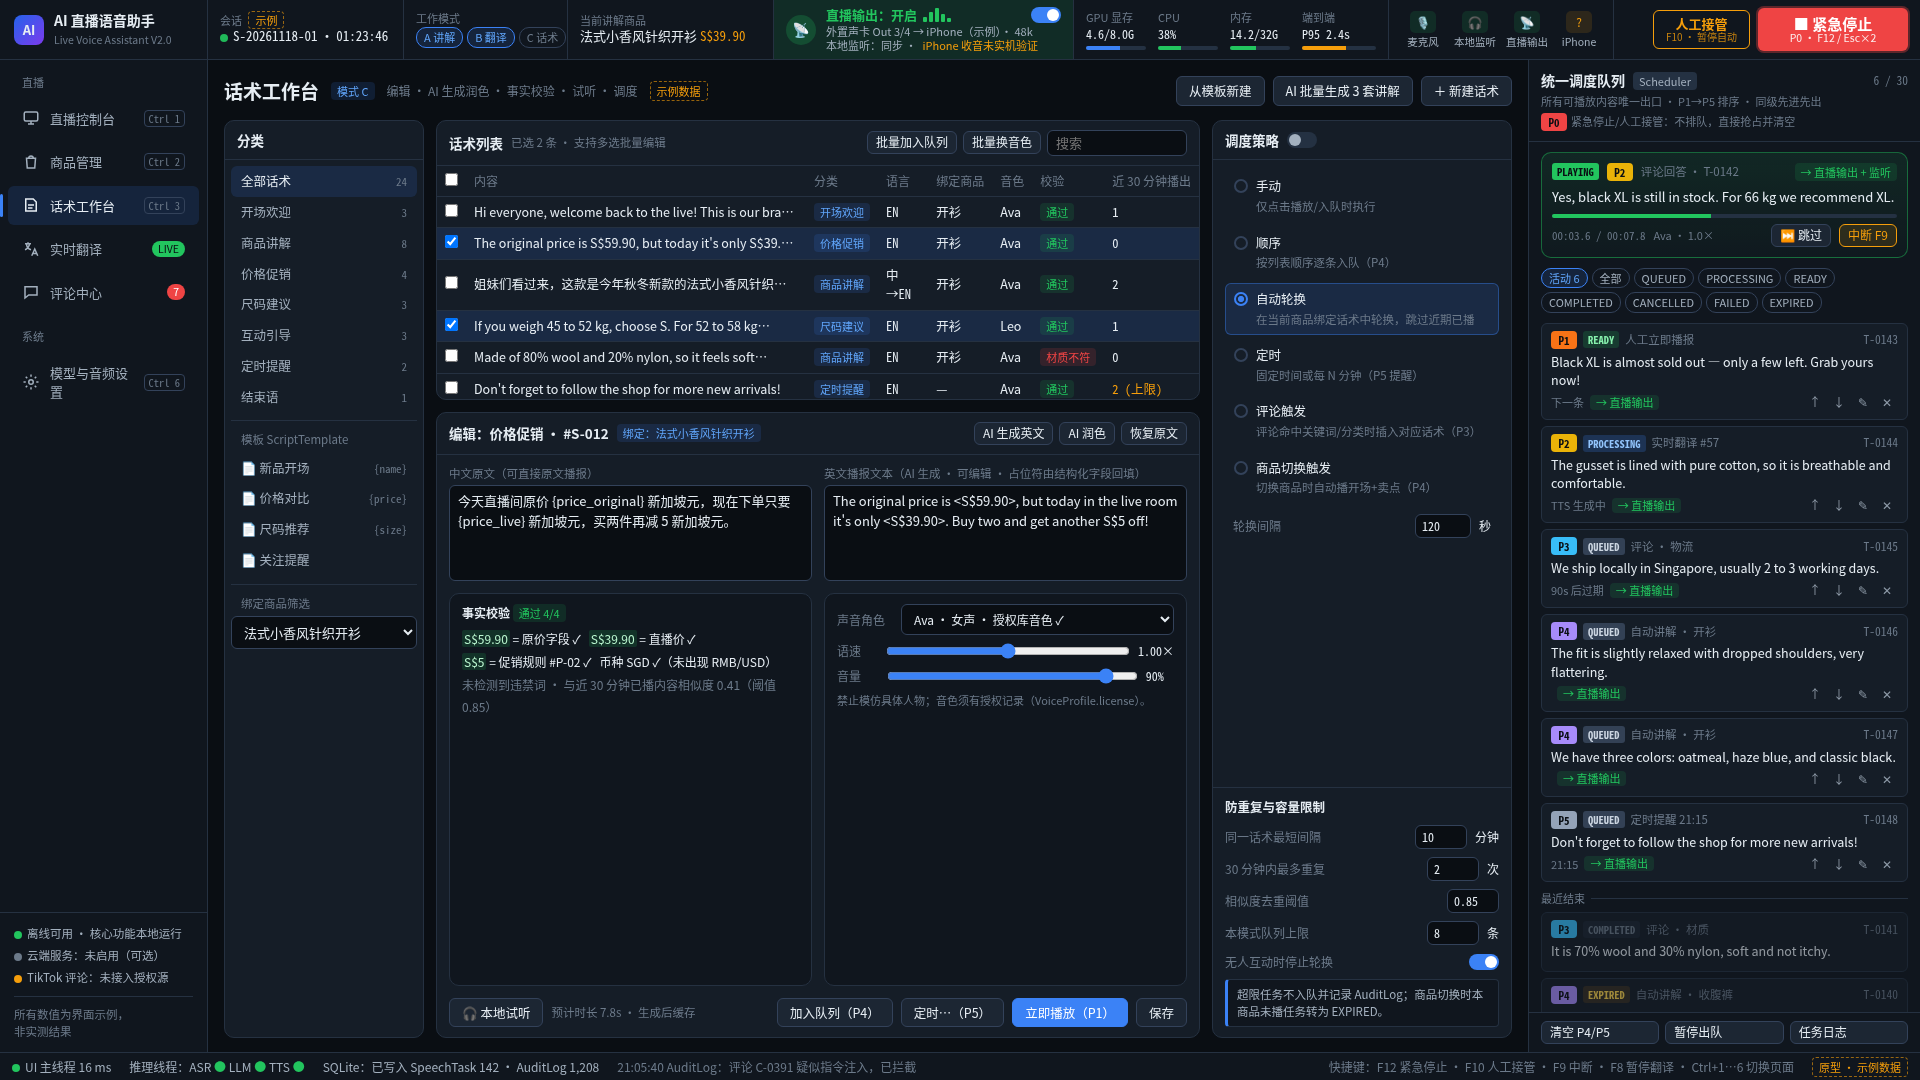 AI
AI 直播语音助手
Live Voice Assistant V2.0
会话 示例
S-20261118-01 · 01:23:46
工作模式
A 讲解 B 翻译 C 话术
当前讲解商品
法式小香风针织开衫 S$39.90
直播输出：开启
外置声卡 Out 3/4 → iPhone（示例）· 48k
本地监听：同步 · iPhone 收音未实机验证
GPU 显存
4.6/8.0G
CPU
38%
内存
14.2/32G
端到端
P95 2.4s
麦克风
本地监听
直播输出
?
iPhone
人工接管
F10 · 暂停自动
紧急停止
P0 · F12 / Esc×2
直播
直播控制台 Ctrl 1
商品管理 Ctrl 2
话术工作台 Ctrl 3
实时翻译 LIVE
评论中心 7
系统
模型与音频设置 Ctrl 6
离线可用 · 核心功能本地运行
云端服务：未启用（可选）
TikTok 评论：未接入授权源
所有数值为界面示例，
非实测结果
话术工作台 模式 C 编辑 · AI 生成润色 · 事实校验 · 试听 · 调度 示例数据
从模板新建 AI 批量生成 3 套讲解 ＋ 新建话术
分类
全部话术 24
开场欢迎 3
商品讲解 8
价格促销 4
尺码建议 3
互动引导 3
定时提醒 2
结束语 1
模板 ScriptTemplate
新品开场 {name}
价格对比 {price}
尺码推荐 {size}
关注提醒
绑定商品筛选
法式小香风针织开衫
话术列表 已选 2 条 · 支持多选批量编辑 批量加入队列 批量换音色 搜索
内容 分类 语言 绑定商品 音色 校验 近 30 分钟播出
Hi everyone, welcome back to the live! This is our bra… 开场欢迎 EN 开衫 Ava 通过 1
The original price is S$59.90, but today it's only S$39.… 价格促销 EN 开衫 Ava 通过 0
姐妹们看过来，这款是今年秋冬新款的法式小香风针织… 商品讲解 中→EN 开衫 Ava 通过 2
If you weigh 45 to 52 kg, choose S. For 52 to 58 kg… 尺码建议 EN 开衫 Leo 通过 1
Made of 80% wool and 20% nylon, so it feels soft… 商品讲解 EN 开衫 Ava 材质不符 0
Don't forget to follow the shop for more new arrivals! 定时提醒 EN — Ava 通过 2 (上限)
编辑：价格促销 · #S-012 绑定：法式小香风针织开衫 AI 生成英文 AI 润色 恢复原文
中文原文（可直接原文播报）
今天直播间原价 {price_original} 新加坡元，现在下单只要
{price_live} 新加坡元，买两件再减 5 新加坡元。
英文播报文本（AI 生成 · 可编辑 · 占位符由结构化字段回填）
The original price is <S$59.90>, but today in the live room
it's only <S$39.90>. Buy two and get another S$5 off!
事实校验 通过 4/4
S$59.90 = 原价字段 ✓ S$39.90 = 直播价 ✓
S$5 = 促销规则 #P-02 ✓ 币种 SGD ✓（未出现 RMB/USD）
未检测到违禁词 · 与近 30 分钟已播内容相似度 0.41（阈值
0.85）
声音角色 Ava · 女声 · 授权库音色 ✓
语速 1.00×
音量 90%
禁止模仿具体人物；音色须有授权记录（VoiceProfile.license）。
本地试听 预计时长 7.8s · 生成后缓存 加入队列（P4） 定时…（P5） 立即播放（P1） 保存
调度策略
手动
仅点击播放/入队时执行
顺序
按列表顺序逐条入队（P4）
自动轮换
在当前商品绑定话术中轮换，跳过近期已播
定时
固定时间或每 N 分钟（P5 提醒）
评论触发
评论命中关键词/分类时插入对应话术（P3）
商品切换触发
切换商品时自动播开场+卖点（P4）
轮换间隔 120 秒
防重复与容量限制
同一话术最短间隔 10 分钟
30 分钟内最多重复 2 次
相似度去重阈值 0.85
本模式队列上限 8 条
无人互动时停止轮换
超限任务不入队并记录 AuditLog；商品切换时本
商品未播任务转为 EXPIRED。
统一调度队列 Scheduler 6 / 30
所有可播放内容唯一出口 · P1→P5 排序 · 同级先进先出
P0 紧急停止/人工接管：不排队，直接抢占并清空
PLAYING P2 评论回答 · T-0142 → 直播输出 + 监听
Yes, black XL is still in stock. For 66 kg we recommend XL.
00:03.6 / 00:07.8 Ava · 1.0× 跳过 中断 F9
活动 6 全部 QUEUED PROCESSING READY
COMPLETED CANCELLED FAILED EXPIRED
P1 READY 人工立即播报 T-0143
Black XL is almost sold out — only a few left. Grab yours
now!
下一条 → 直播输出 ↑ ↓ ✎ ✕
P2 PROCESSING 实时翻译 #57 T-0144
The gusset is lined with pure cotton, so it is breathable and
comfortable.
TTS 生成中 → 直播输出 ↑ ↓ ✎ ✕
P3 QUEUED 评论 · 物流 T-0145
We ship locally in Singapore, usually 2 to 3 working days.
90s 后过期 → 直播输出 ↑ ↓ ✎ ✕
P4 QUEUED 自动讲解 · 开衫 T-0146
The fit is slightly relaxed with dropped shoulders, very
flattering.
→ 直播输出 ↑ ↓ ✎ ✕
P4 QUEUED 自动讲解 · 开衫 T-0147
We have three colors: oatmeal, haze blue, and classic black.
→ 直播输出 ↑ ↓ ✎ ✕
P5 QUEUED 定时提醒 21:15 T-0148
Don't forget to follow the shop for more new arrivals!
21:15 → 直播输出 ↑ ↓ ✎ ✕
最近结束
P3 COMPLETED 评论 · 材质 T-0141
It is 70% wool and 30% nylon, soft and not itchy.
P4 EXPIRED 自动讲解 · 收腹裤 T-0140
清空 P4/P5 暂停出队 任务日志
UI 主线程 16 ms 推理线程：ASR LLM TTS SQLite：已写入 SpeechTask 142 · AuditLog 1,208 21:05:40 AuditLog：评论 C-0391 疑似指令注入，已拦截
快捷键：F12 紧急停止 · F10 人工接管 · F9 中断 · F8 暂停翻译 · Ctrl+1…6 切换页面 原型 · 示例数据